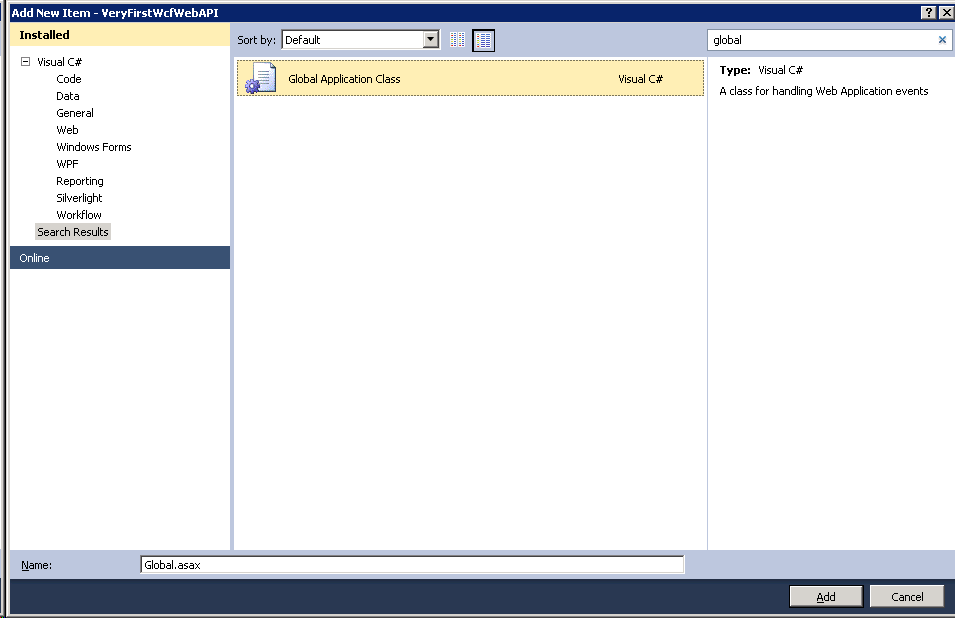 Add New Item - VeryFirstWcfWebAPI
Installed
Visual C#
Code
Data
General
Web
Windows Forms
WPF
Reporting
Silverlight
Workflow
Search Results
Online
Sort by: Default
Global Application Class Visual C#
global
Type: Visual C#
A class for handling Web Application events
Name: Global.asax
Add Cancel